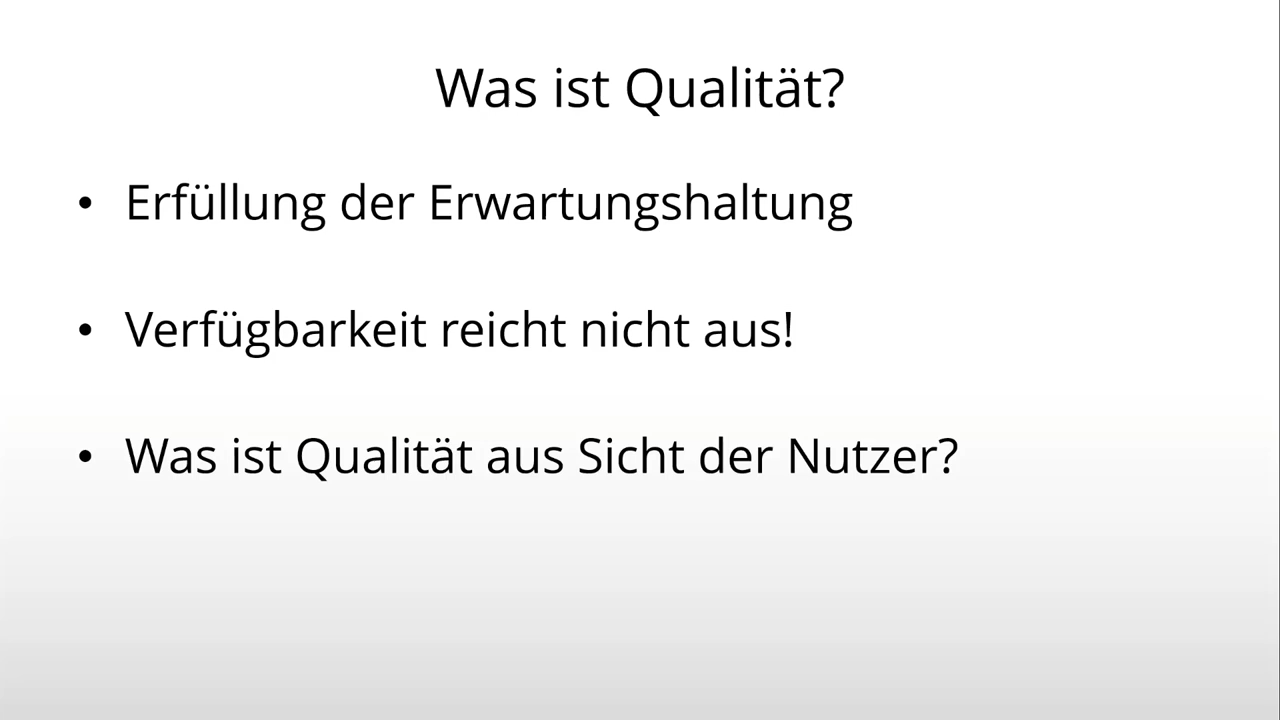 Was ist Qualität?
• Erfüllung der Erwartungshaltung
• Verfügbarkeit reicht nicht aus!
• Was ist Qualität aus Sicht der Nutzer?